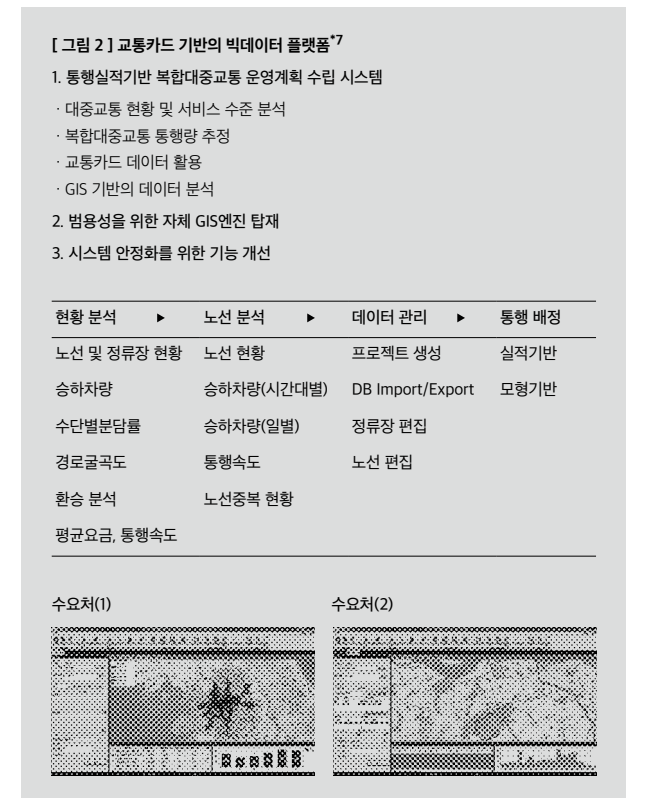 [ 그림 2 ] 교통카드 기반의 빅데이터 플랫폼*7
1. 통행실적기반 복합대중교통 운영계획 수립 시스템
· 대중교통 현황 및 서비스 수준 분석
· 복합대중교통 통행량 추정
· 교통카드 데이터 활용
· GIS 기반의 데이터 분석
2. 범용성을 위한 자체 GIS엔진 탑재
3. 시스템 안정화를 위한 기능 개선
현황 분석 ▶ 노선 분석 ▶ 데이터 관리 ▶ 통행 배정
노선 및 정류장 현황 노선 현황 프로젝트 생성 실적기반
승하차량 승하차량(시간대별) DB Import/Export 모형기반
수단별분담률 승하차량(일별) 정류장 편집
경로굴곡도 통행속도 노선 편집
환승 분석 노선중복 현황
평균요금, 통행속도
수요처(1) 수요처(2)